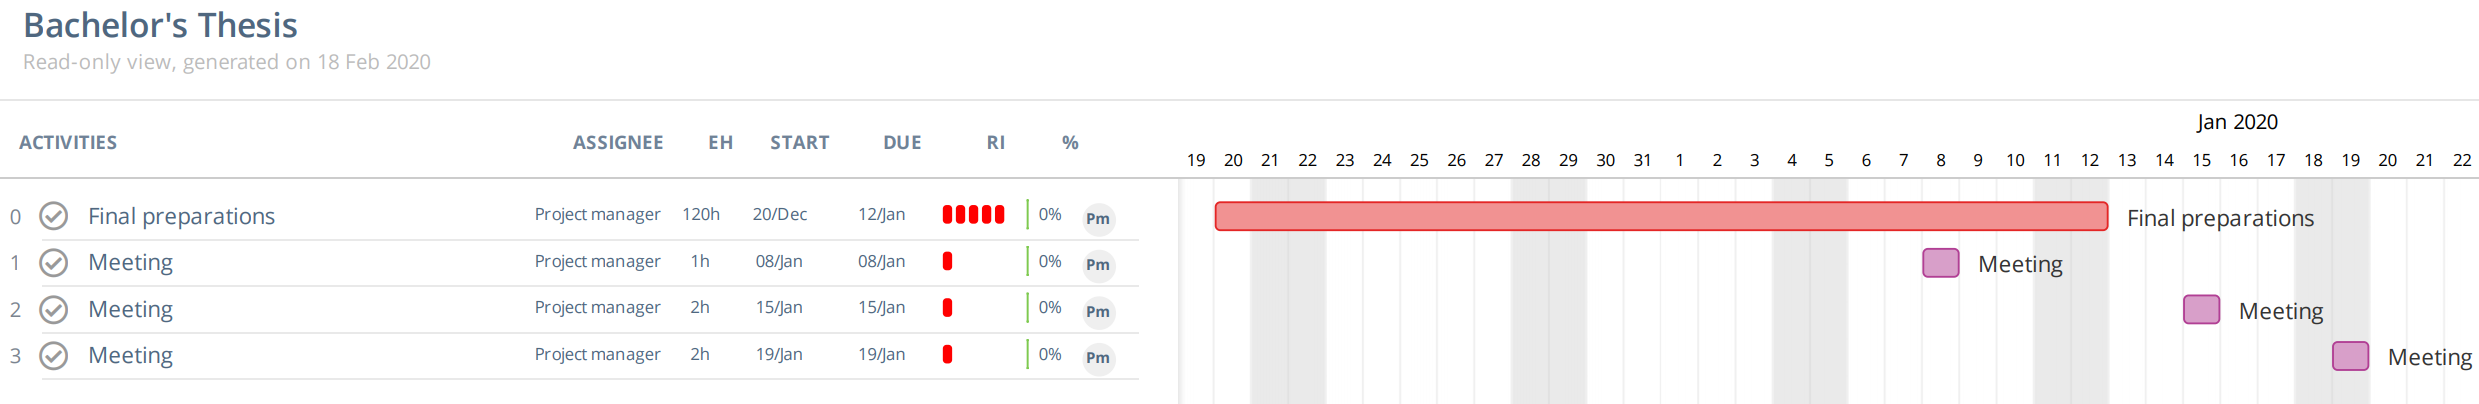 Bachelor's Thesis
Read-only view, generated on 18 Feb 2020
Jan 2020
ACTIVITIES ASSIGNEE EH START DUE RI %
19 20 21 22 23 24 25 26 27 28 29 30 31 1 2 3 4 5 6 7 8 9 10 11 12 13 14 15 16 17 18 19 20 21 22
0 Final preparations Project manager 120h 20/Dec 12/Jan 0% Pm Final preparations
1 Meeting Project manager 1h 08/Jan 08/Jan 0% Pm Meeting
2 Meeting Project manager 2h 15/Jan 15/Jan 0% Pm Meeting
3 Meeting Project manager 2h 19/Jan 19/Jan 0% Pm Meeting